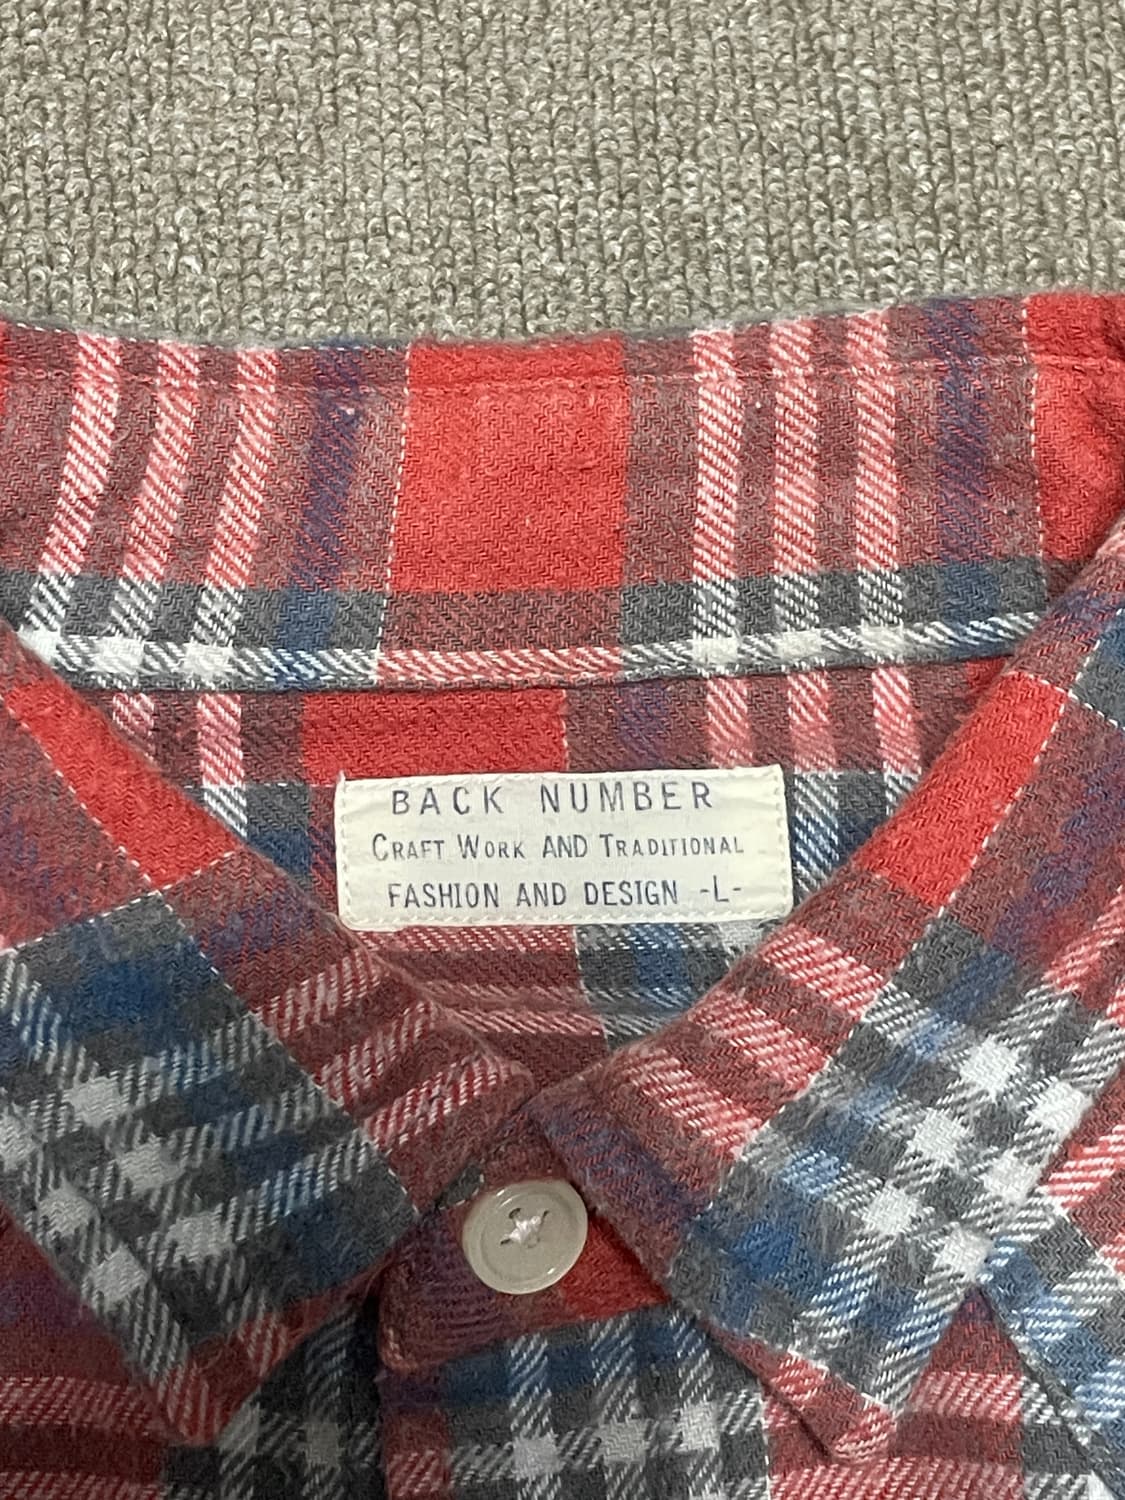 BACK NUMBER
CRAFT WORK AND TRADITIONAL
FASHION AND DESIGN -L-